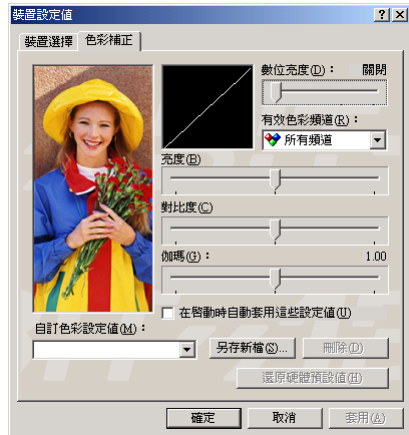 裝置設定值
裝置選擇 色彩補正
數位亮度(D)： 關閉
有效色彩頻道(R)：
所有頻道
亮度(B)
對比度(C)
伽瑪(G)： 1.00
在啓動時自動套用這些設定值(U)
自訂色彩設定值(M)：
另存新檔(S)... 刪除(D)
還原硬體預設值(H)
確定 取消 套用(A)